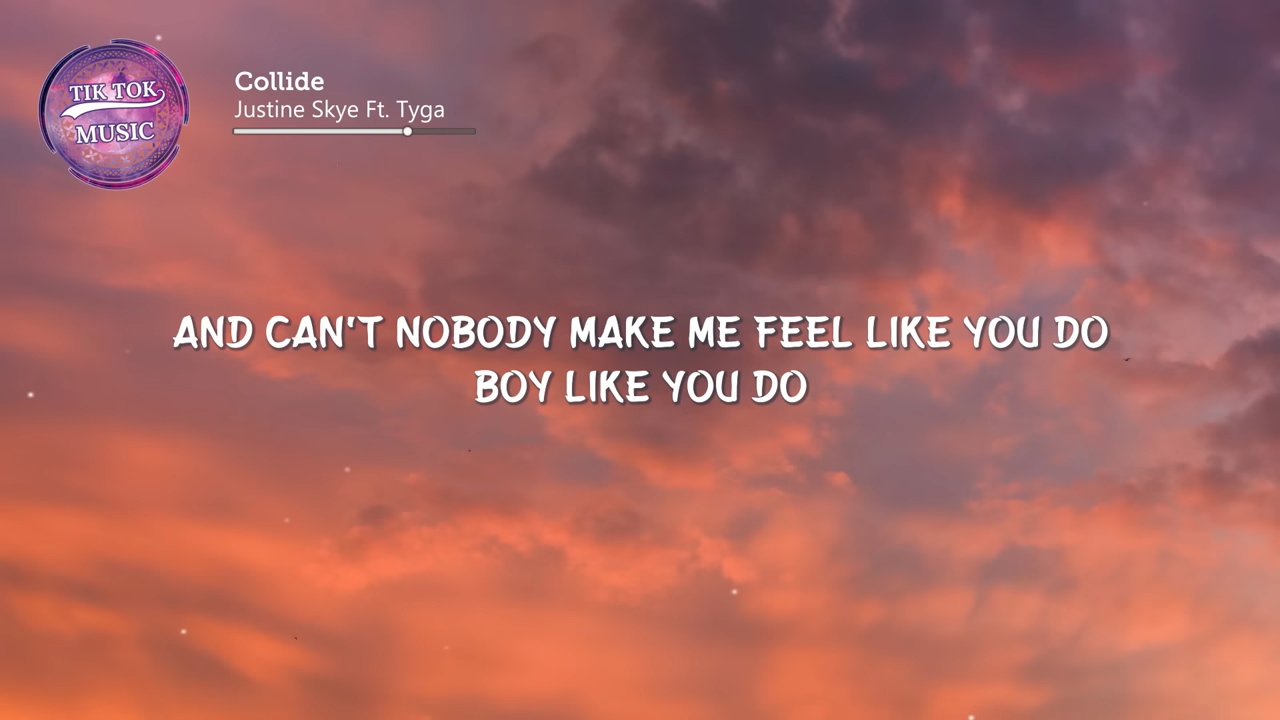 TIK TOK
MUSIC
Collide
Justine Skye Ft. Tyga
AND CAN'T NOBODY MAKE ME FEEL LIKE YOU DO
BOY LIKE YOU DO